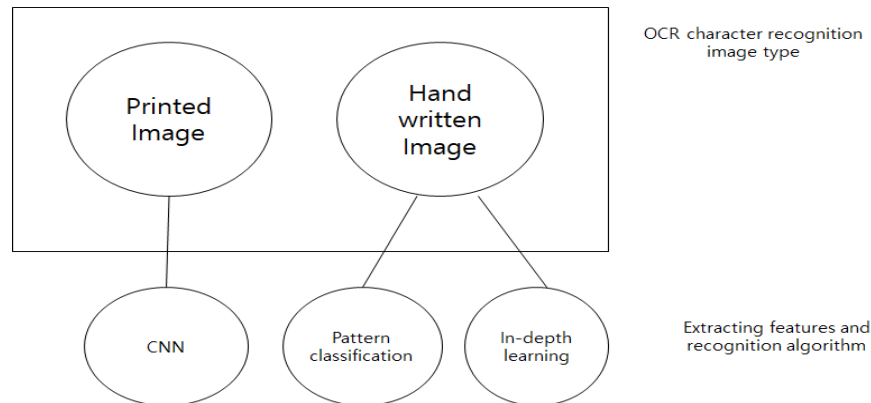 OCR character recognition
image type
Printed
Image
Hand
written
Image
CNN
Pattern
classification
In-depth
learning
Extracting features and
recognition algorithm